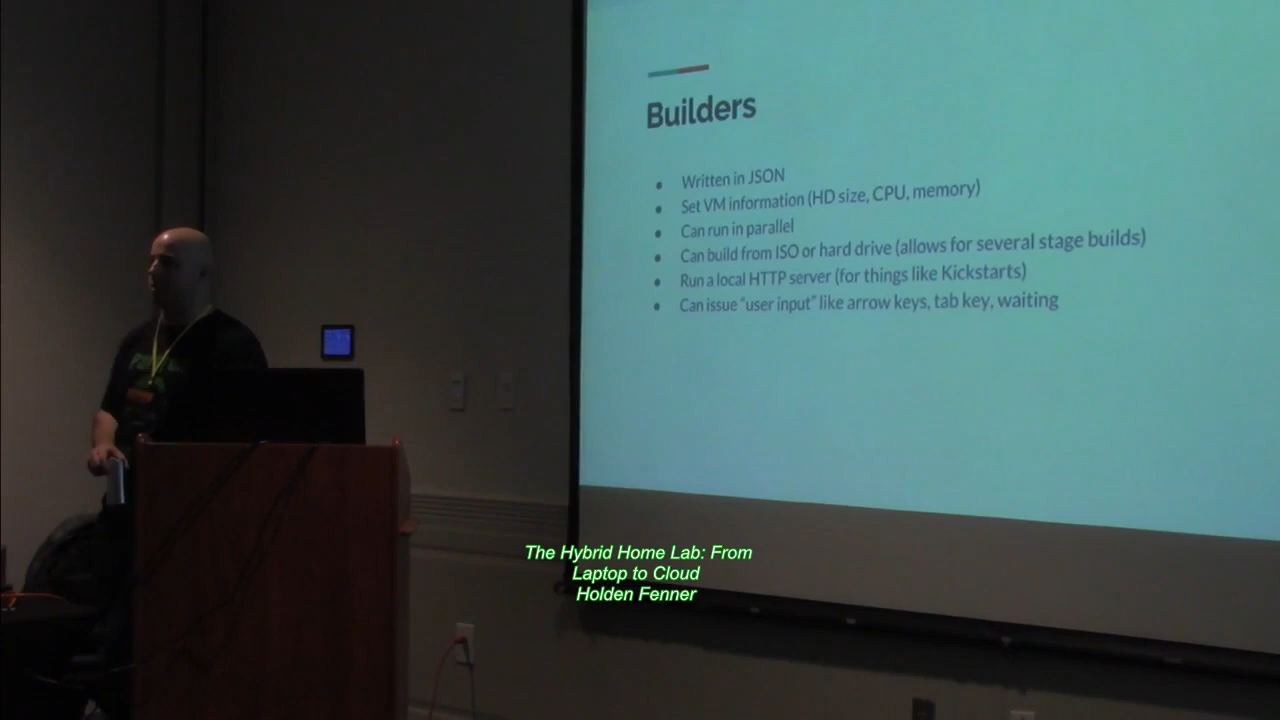 Builders
Written in JSON
Set VM information (HD size, CPU, memory)
Can run in parallel
Can build from ISO or hard drive (allows for several stage builds)
Run a local HTTP server (for things like Kickstarts)
Can issue “user input” like arrow keys, tab key, waiting
The Hybrid Home Lab: From
Laptop to Cloud
Holden Fenner